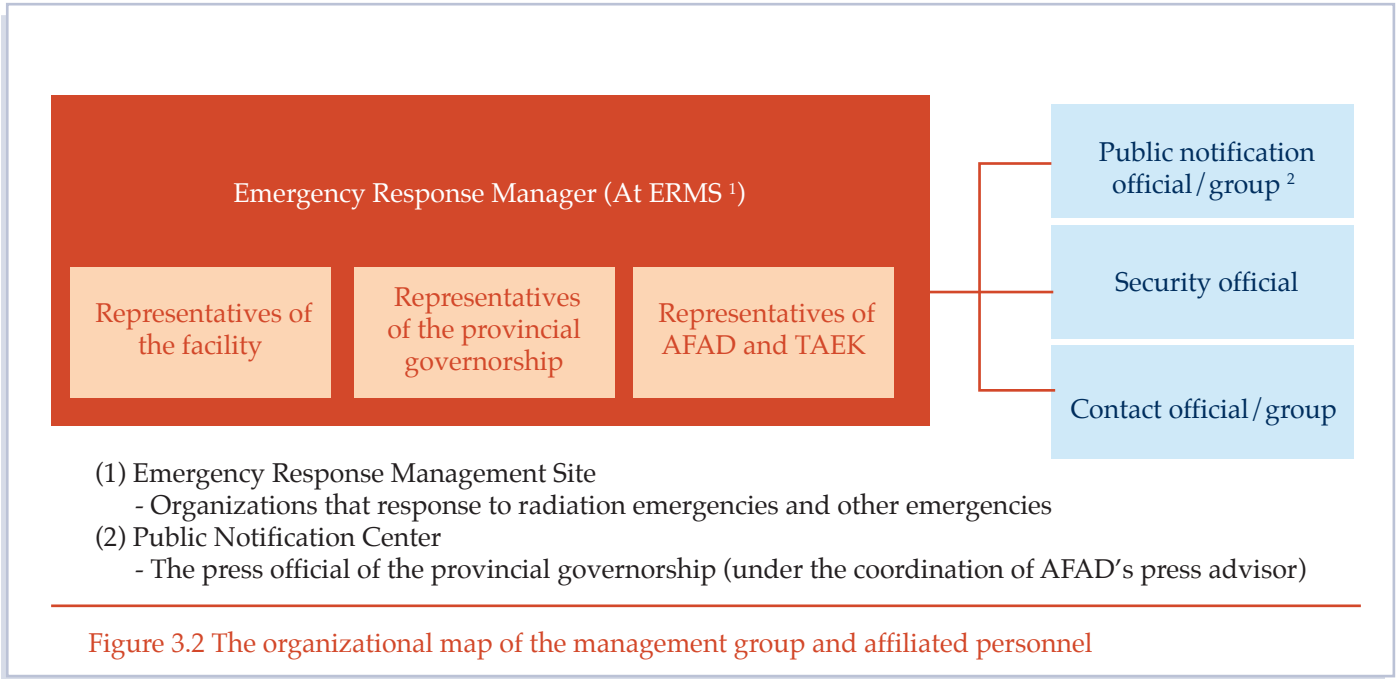 Emergency Response Manager (At ERMS ¹)
Representatives of
the facility
Representatives
of the provincial
governorship
Representatives of
AFAD and TAEK
Public notification
official/group ²
Security official
Contact official/group
(1) Emergency Response Management Site
- Organizations that response to radiation emergencies and other emergencies
(2) Public Notification Center
- The press official of the provincial governorship (under the coordination of AFAD’s press advisor)
Figure 3.2 The organizational map of the management group and affiliated personnel